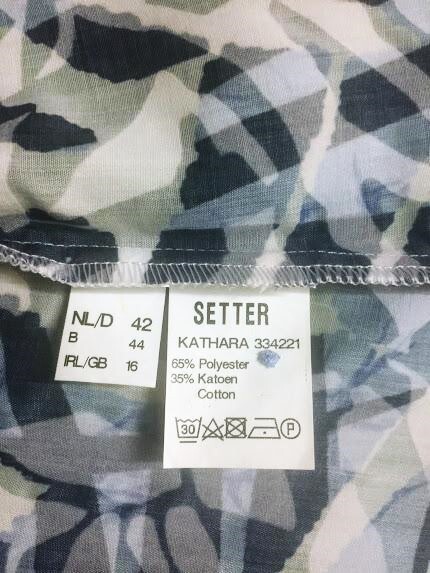 NL/D 42
B 44
IRL/GB 16
SETTER
KATHARA 334221
65% Polyester
35% Katoen
Cotton
30 P